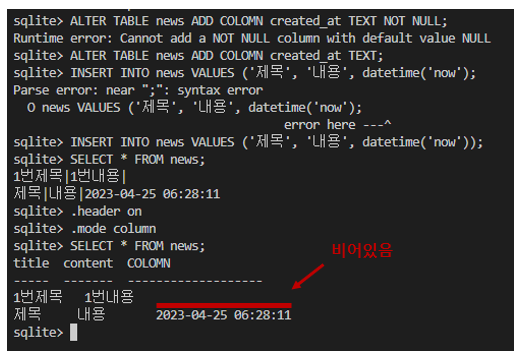 sqlite> ALTER TABLE news ADD COLOMN created_at TEXT NOT NULL;
Runtime error: Cannot add a NOT NULL column with default value NULL
sqlite> ALTER TABLE news ADD COLOMN created_at TEXT;
sqlite> INSERT INTO news VALUES ('제목', '내용', datetime('now');
Parse error: near ";": syntax error
  O news VALUES ('제목', '내용', datetime('now');
                                      error here ---^
sqlite> INSERT INTO news VALUES ('제목', '내용', datetime('now'));
sqlite> SELECT * FROM news;
1번제목|1번내용|
제목|내용|2023-04-25 06:28:11
sqlite> .header on
sqlite> .mode column
sqlite> SELECT * FROM news;
비어있음
title  content  COLOMN
-----  -------  -------------------
1번제목   1번내용
제목     내용       2023-04-25 06:28:11
sqlite>